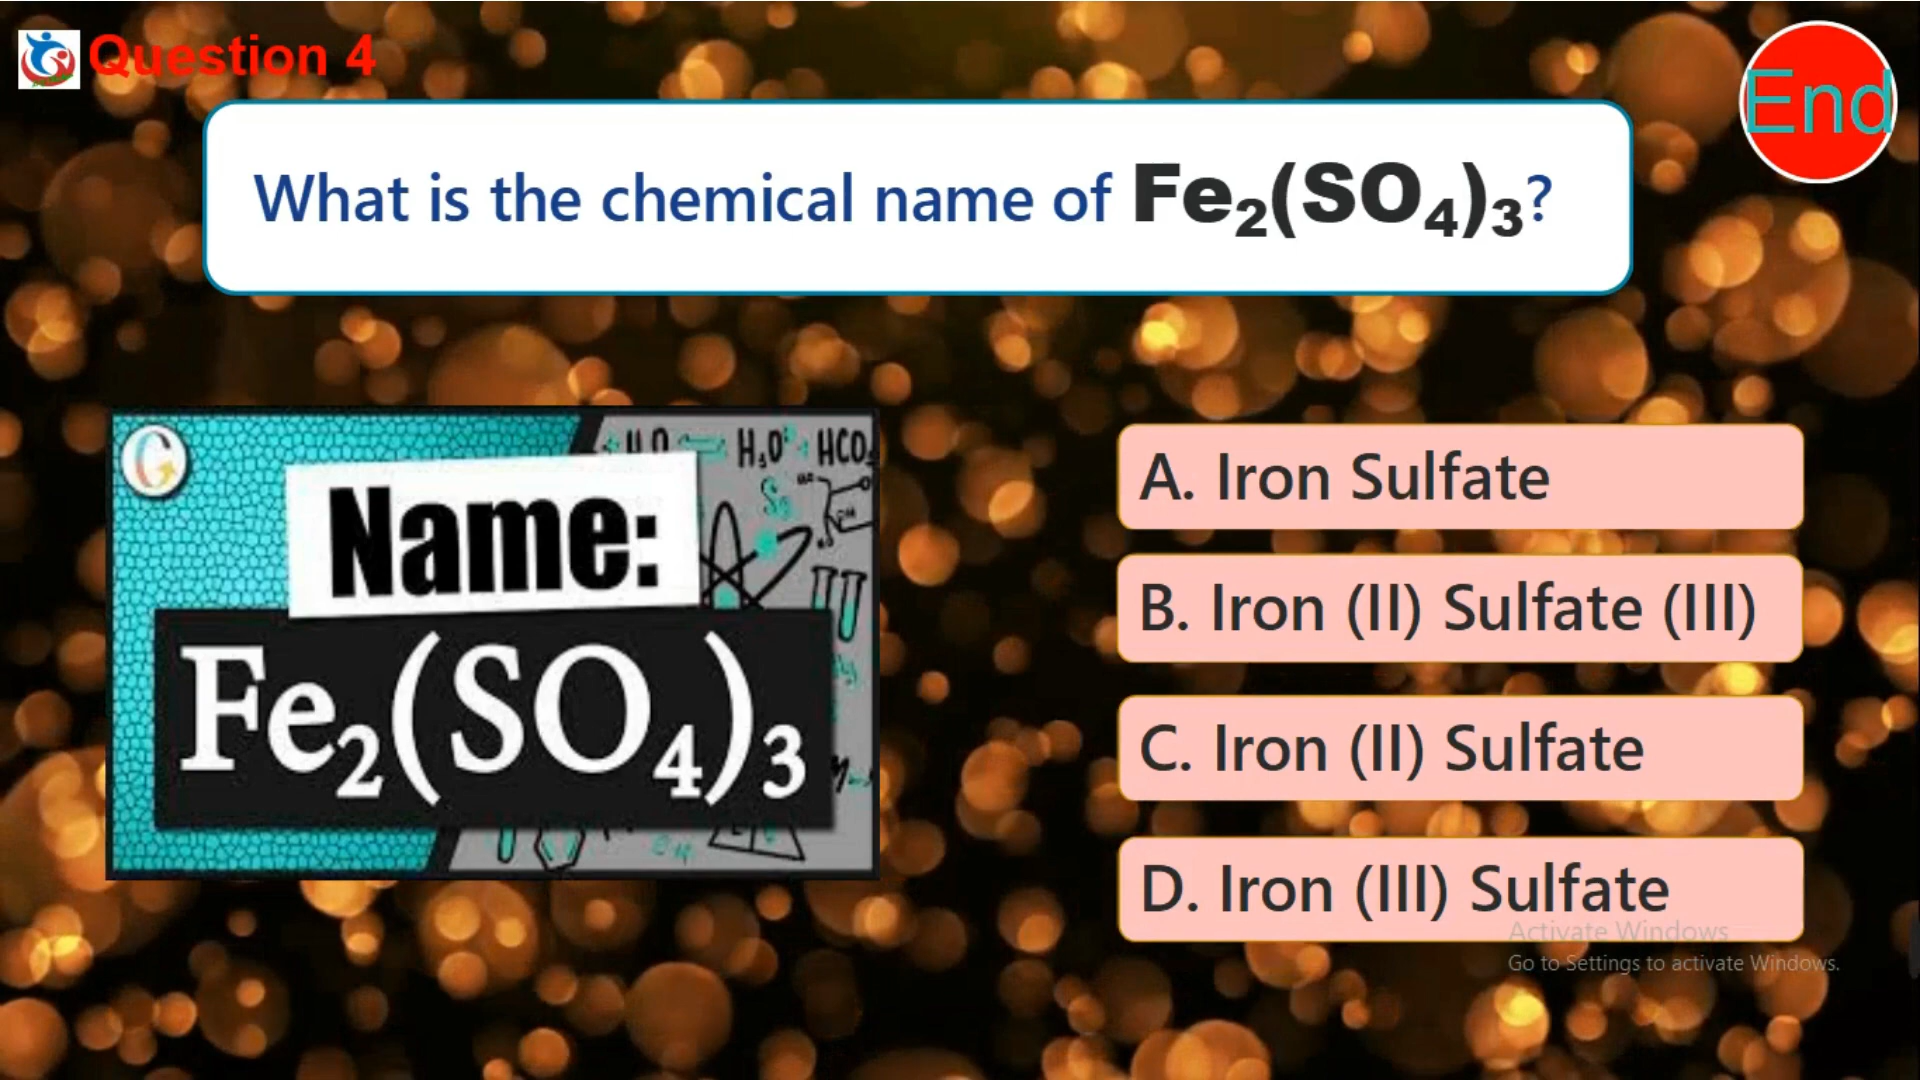 Question 4
End
What is the chemical name of Fe₂(SO₄)₃?
H₃O HCO
Name:
Fe₂(SO₄)₃
A. Iron Sulfate
B. Iron (II) Sulfate (III)
C. Iron (II) Sulfate
D. Iron (III) Sulfate
Activate Windows
Go to Settings to activate Windows.